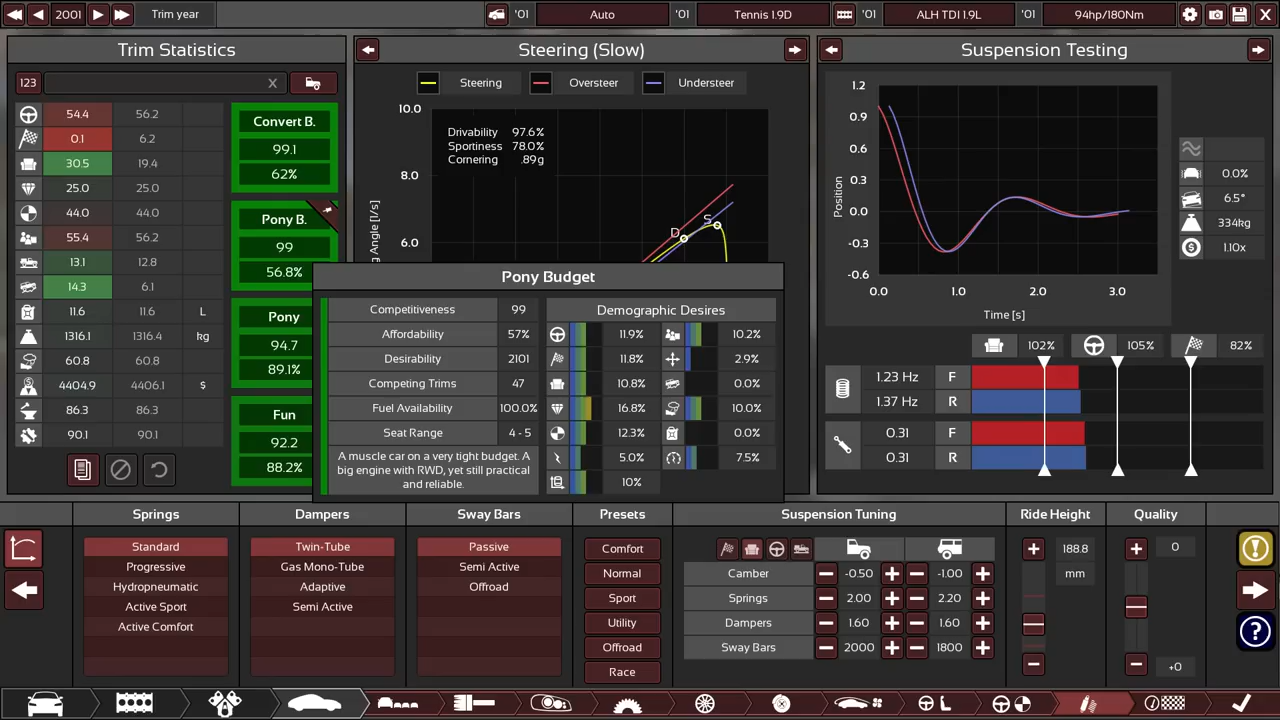 2001 Trim year '01 Auto '01 Tennis 1.9D '01 ALH TDI 1.9L '01 94hp/180Nm
Trim Statistics
123 x
54.4 56.2
0.1 6.2
30.5 19.4
25.0 25.0
44.0 44.0
55.4 56.2
13.1 12.8
14.3 6.1
11.6 11.6 L
1316.1 1316.4 kg
60.8 60.8
4404.9 4406.1 $
86.3 86.3
90.1 90.1
Convert B.
99.1
62%
Pony B.
99
56.8%
Pony
94.7
89.1%
Fun
92.2
88.2%
Steering (Slow)
Steering Oversteer Understeer
10.0
8.0
6.0
Drivability 97.6%
Sportiness 78.0%
Cornering .89g
D
S
g Angle [l/s]
Pony Budget
Competitiveness 99
Affordability 57%
Desirability 2101
Competing Trims 47
Fuel Availability 100.0%
Seat Range 4 - 5
A muscle car on a very tight budget. A
big engine with RWD, yet still practical
and reliable.
Demographic Desires
11.9% 10.2%
11.8% 2.9%
10.8% 0.0%
16.8% 10.0%
12.3% 0.0%
5.0% 7.5%
10%
Suspension Testing
1.2
0.9
0.6
0.3
0.0
-0.3
-0.6
Position
0.0 1.0 2.0 3.0
Time [s]
0.0%
6.5°
334kg
1.10x
102% 105% 82%
1.23 Hz F
1.37 Hz R
0.31 F
0.31 R
Springs
Standard
Progressive
Hydropneumatic
Active Sport
Active Comfort
Dampers
Twin-Tube
Gas Mono-Tube
Adaptive
Semi Active
Sway Bars
Passive
Semi Active
Offroad
Presets
Comfort
Normal
Sport
Utility
Offroad
Race
Suspension Tuning
Camber -0.50 -1.00
Springs 2.00 2.20
Dampers 1.60 1.60
Sway Bars 2000 1800
Ride Height
188.8
mm
Quality
0
+0